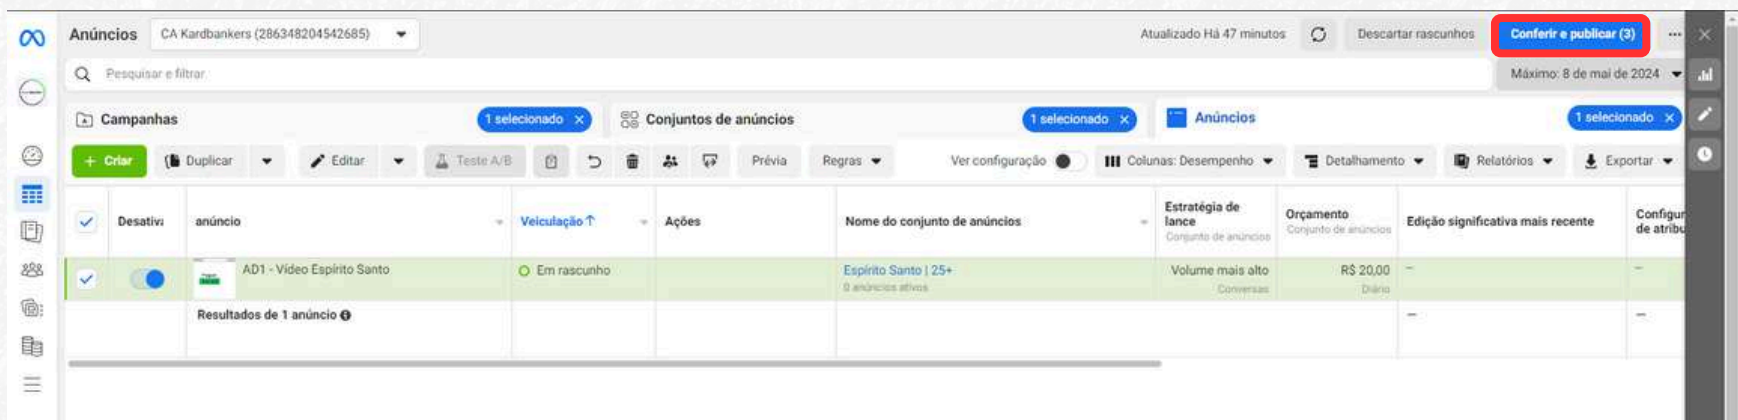 Anúncios
CA Kardbankers (286348204542685)
Atualizado Há 47 minutos
Descartar rascunhos
Conferir e publicar (3)
Pesquisar e filtrar
Máximo: 8 de mai de 2024
Campanhas
1 selecionado ×
Conjuntos de anúncios
1 selecionado ×
Anúncios
1 selecionado ×
+ Criar
Duplicar
Editar
Teste A/B
Prévia
Regras
Ver configuração
Colunas: Desempenho
Detalhamento
Relatórios
Exportar
Desativa
anúncio
Veiculação ↑
Ações
Nome do conjunto de anúncios
Estratégia de
lance
Conjunto de anúncios
Orçamento
Conjunto de anúncios
Edição significativa mais recente
Configur
de atribu
AD1 - Vídeo Espírito Santo
Em rascunho
Espírito Santo | 25+
0 anúncios ativos
Volume mais alto
Conversas
R$ 20,00
Diário
—
—
Resultados de 1 anúncio
—
—